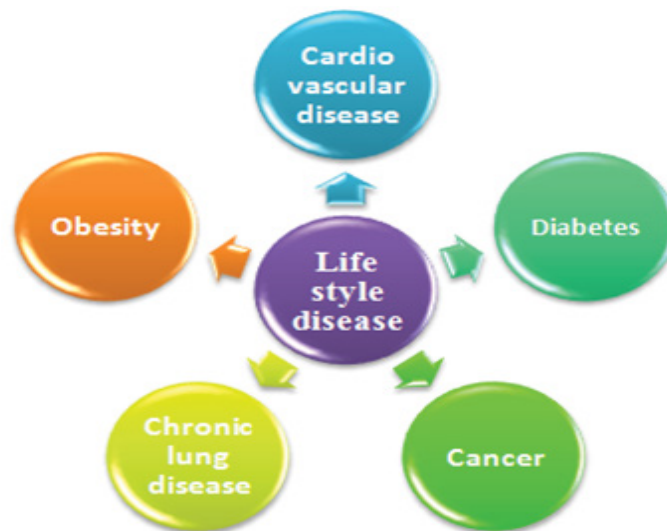 Cardio
vascular
disease
Obesity
Diabetes
Life
style
disease
Chronic
lung
disease
Cancer